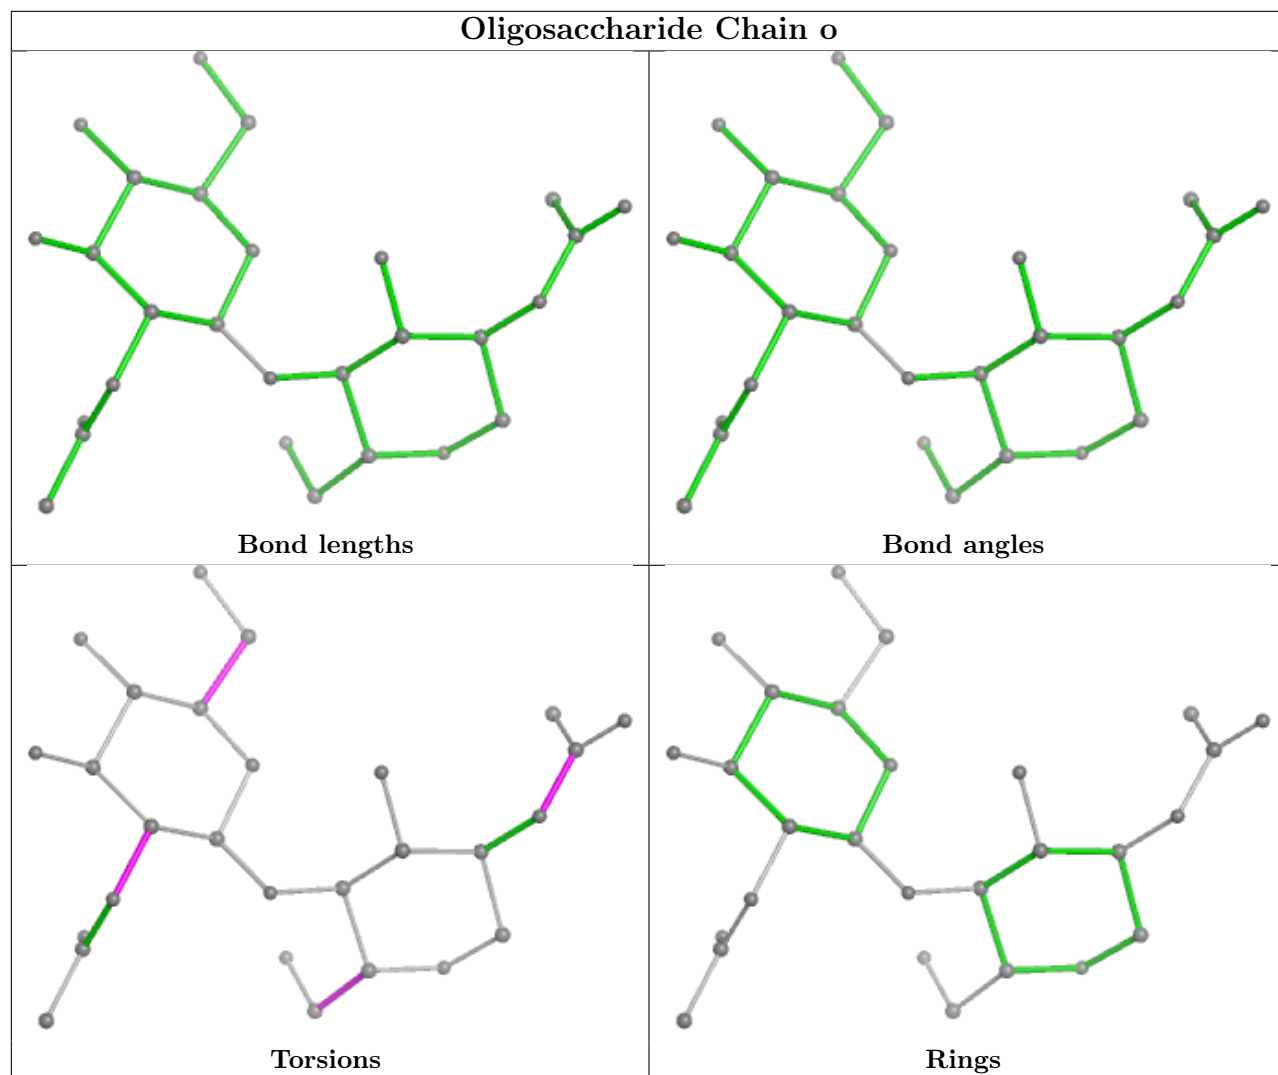 Oligosaccharide Chain o
Bond lengths
Bond angles
Torsions
Rings